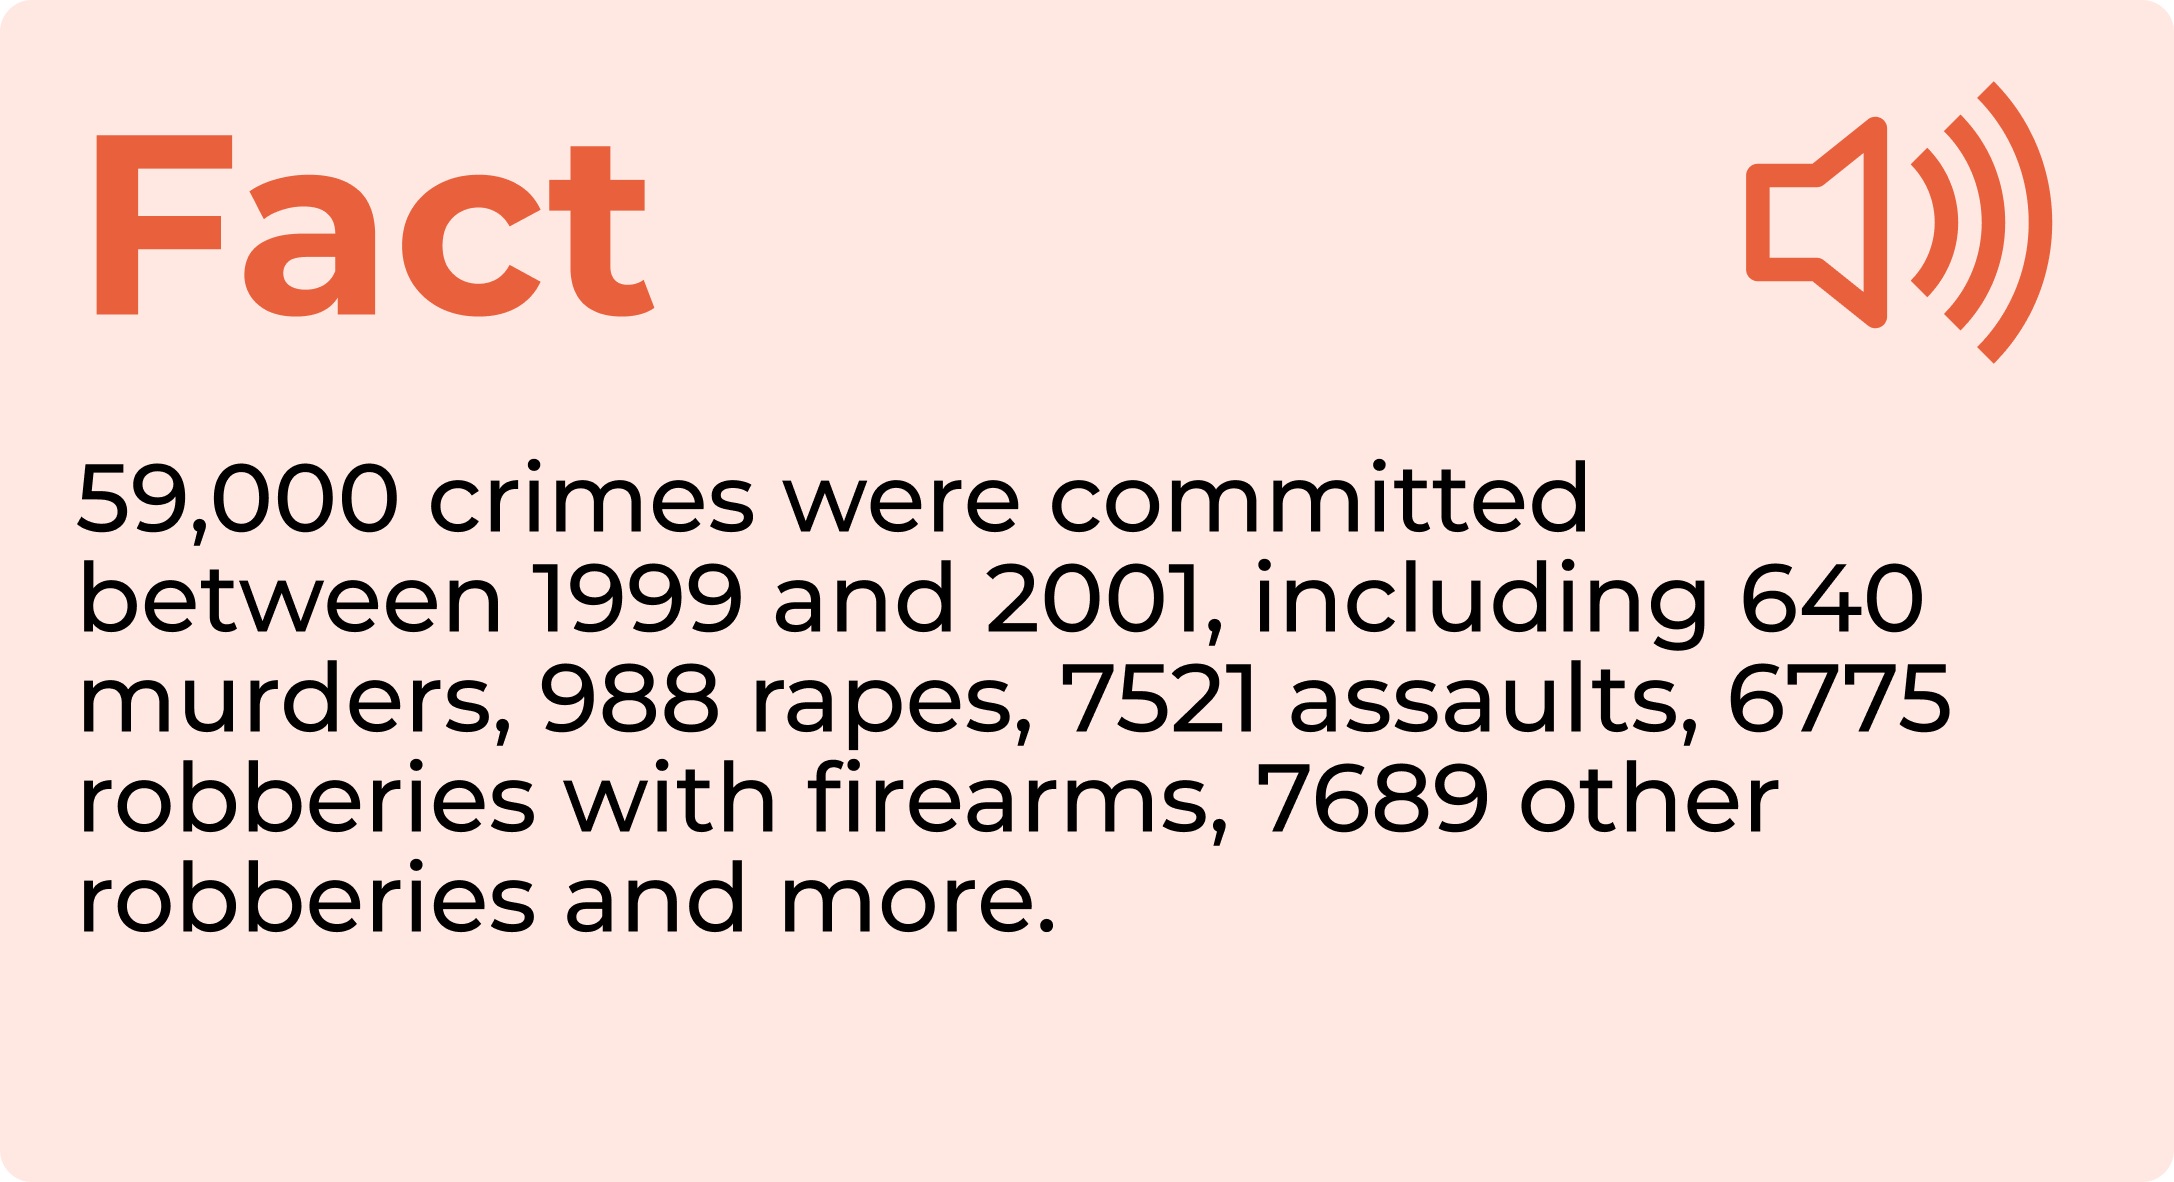 Fact
59,000 crimes were committed
between 1999 and 2001, including 640
murders, 988 rapes, 7521 assaults, 6775
robberies with firearms, 7689 other
robberies and more.